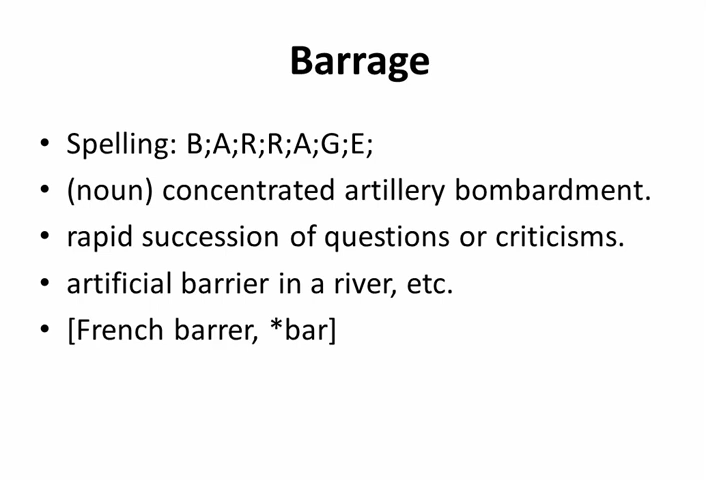 Barrage
• Spelling: B;A;R;R;A;G;E;
• (noun) concentrated artillery bombardment.
• rapid succession of questions or criticisms.
• artificial barrier in a river, etc.
• [French barrer, *bar]